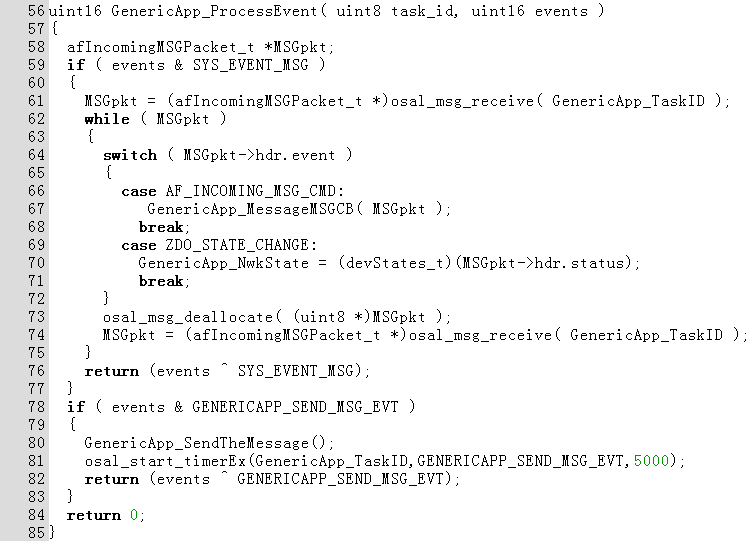 56 uint16 GenericApp_ProcessEvent( uint8 task_id, uint16 events )
57 {
58   afIncomingMSGPacket_t *MSGpkt;
59   if ( events & SYS_EVENT_MSG )
60   {
61     MSGpkt = (afIncomingMSGPacket_t *)osal_msg_receive( GenericApp_TaskID );
62     while ( MSGpkt )
63     {
64       switch ( MSGpkt->hdr.event )
65       {
66         case AF_INCOMING_MSG_CMD:
67            GenericApp_MessageMSGCB( MSGpkt );
68           break;
69         case ZDO_STATE_CHANGE:
70           GenericApp_NwkState = (devStates_t)(MSGpkt->hdr.status);
71           break;
72       }
73       osal_msg_deallocate( (uint8 *)MSGpkt );
74       MSGpkt = (afIncomingMSGPacket_t *)osal_msg_receive( GenericApp_TaskID );
75     }
76     return (events ^ SYS_EVENT_MSG);
77   }
78   if ( events & GENERICAPP_SEND_MSG_EVT )
79   {
80     GenericApp_SendTheMessage();
81     osal_start_timerEx(GenericApp_TaskID,GENERICAPP_SEND_MSG_EVT,5000);
82     return (events ^ GENERICAPP_SEND_MSG_EVT);
83   }
84   return 0;
85 }